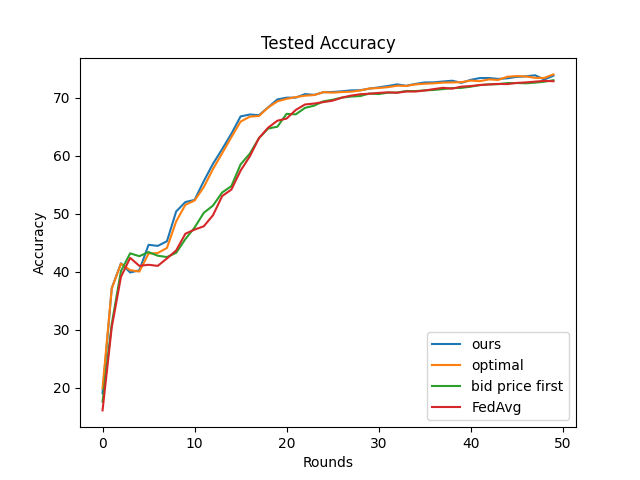 Tested Accuracy
Accuracy
70
60
50
40
30
20
ours
optimal
bid price first
FedAvg
0 10 20 30 40 50
Rounds